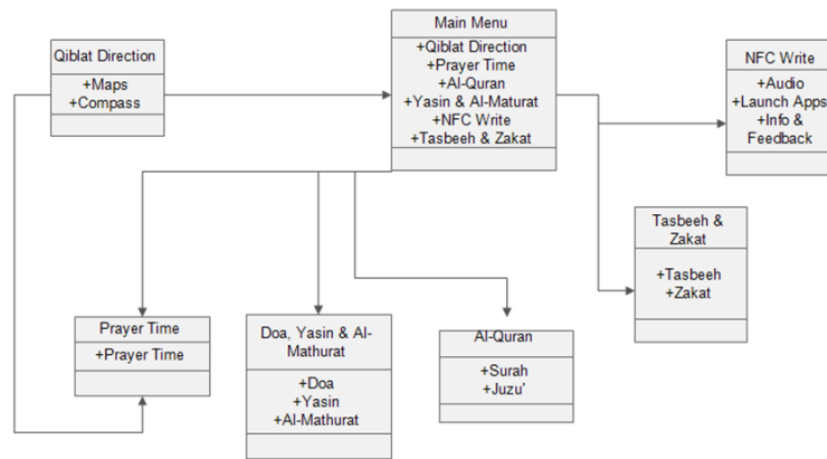 Qiblat Direction
+Maps
+Compass
Main Menu
+Qiblat Direction
+Prayer Time
+Al-Quran
+Yasin & Al-Maturat
+NFC Write
+Tasbeeh & Zakat
NFC Write
+Audio
+Launch Apps
+Info &
Feedback
Tasbeeh &
Zakat
+Tasbeeh
+Zakat
Prayer Time
+Prayer Time
Doa, Yasin & Al-
Mathurat
+Doa
+Yasin
+Al-Mathurat
Al-Quran
+Surah
+Juzu'